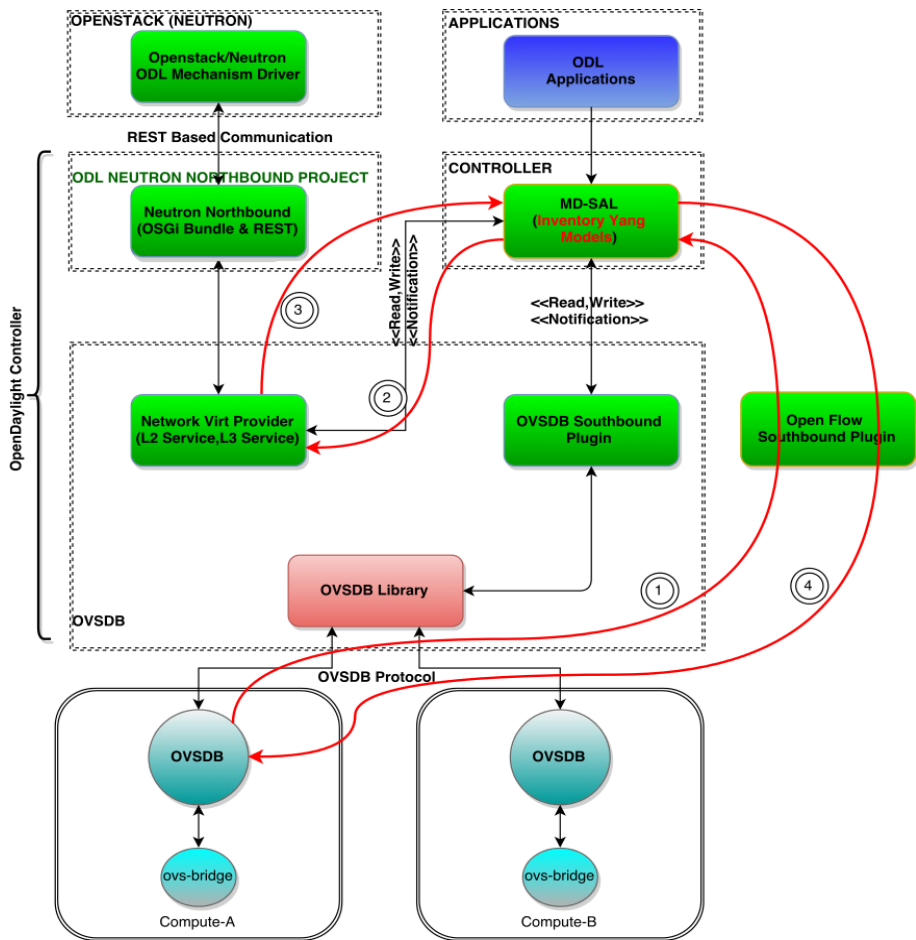 OPENSTACK (NEUTRON)
Openstack/Neutron
ODL Mechanism Driver
APPLICATIONS
ODL
Applications
REST Based Communication
ODL NEUTRON NORTHBOUND PROJECT
Neutron Northbound
(OSGi Bundle & REST)
CONTROLLER
MD-SAL
(Inventory Yang
Models)
OpenDaylight Controller
3
<<Read,Write>>
<<Notification>>
<<Read,Write>>
<<Notification>>
2
Network Virt Provider
(L2 Service,L3 Service)
OVSDB Southbound
Plugin
Open Flow
Southbound Plugin
OVSDB Library
1
4
OVSDB
OVSDB Protocol
OVSDB
ovs-bridge
Compute-A
OVSDB
ovs-bridge
Compute-B